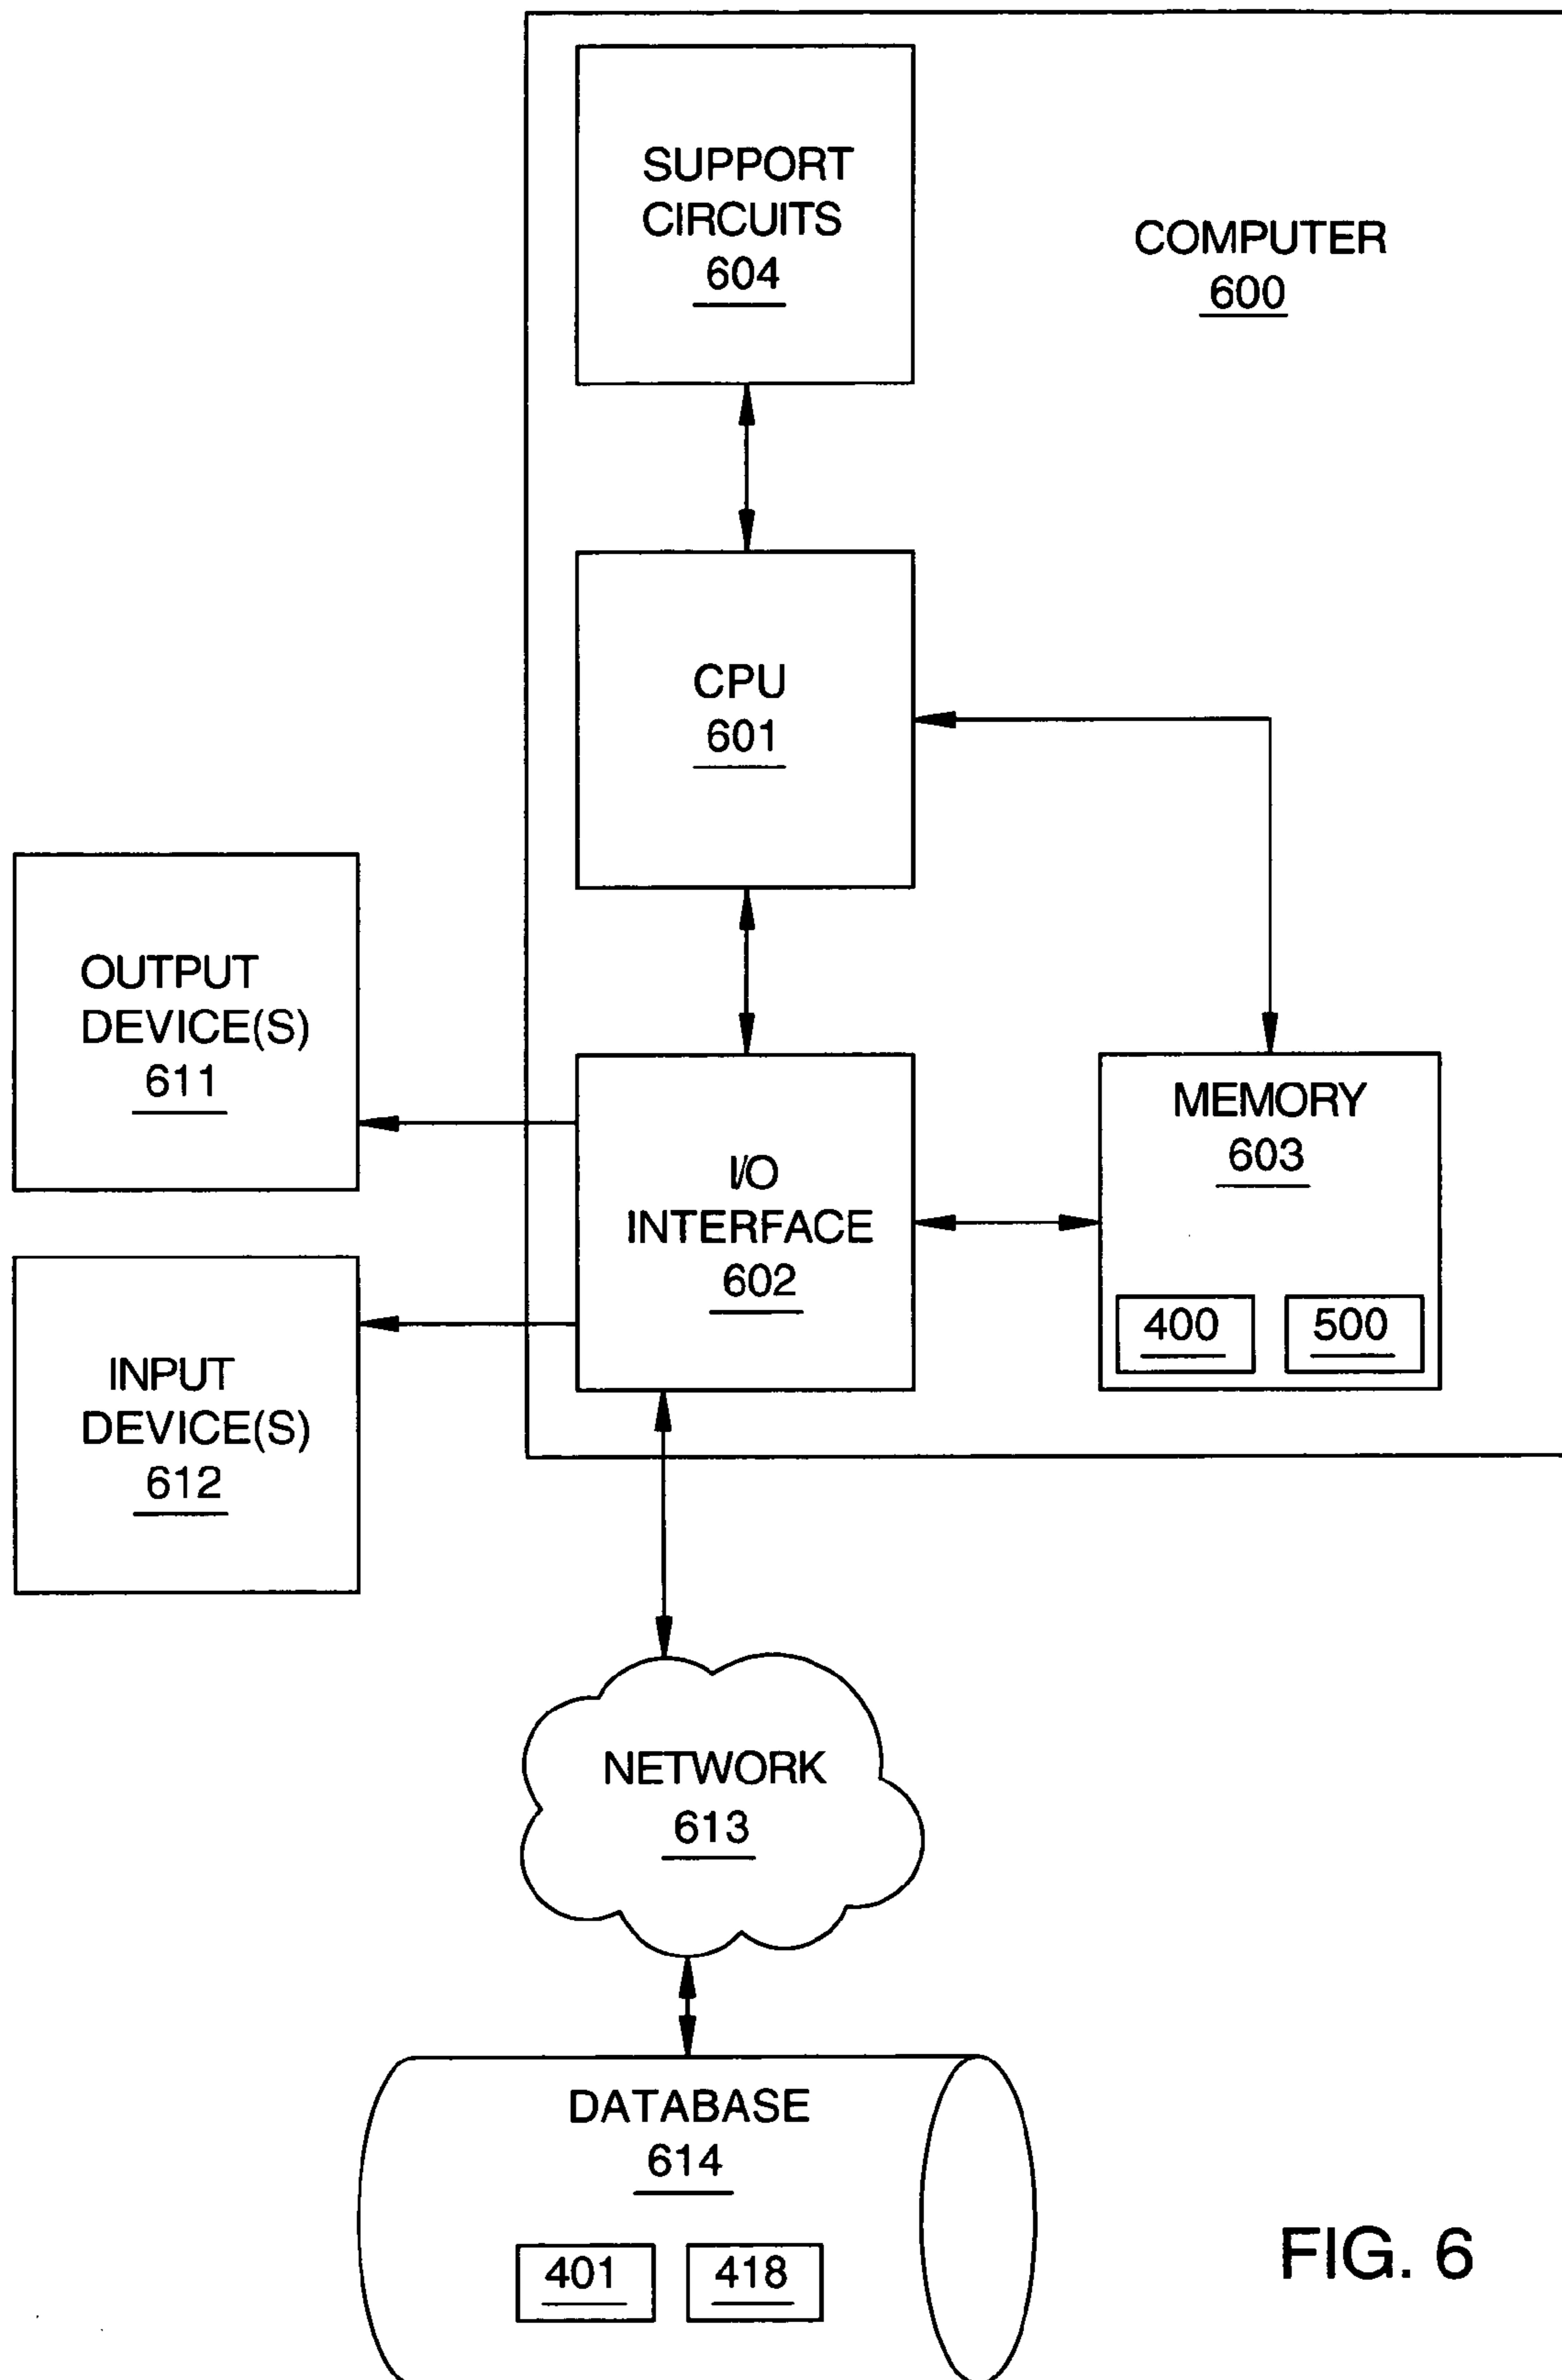 SUPPORT
CIRCUITS
604
COMPUTER
600
CPU
601
OUTPUT
DEVICE(S)
611
I/O
INTERFACE
602
MEMORY
603
400
500
INPUT
DEVICE(S)
612
NETWORK
613
DATABASE
614
401
418
FIG. 6